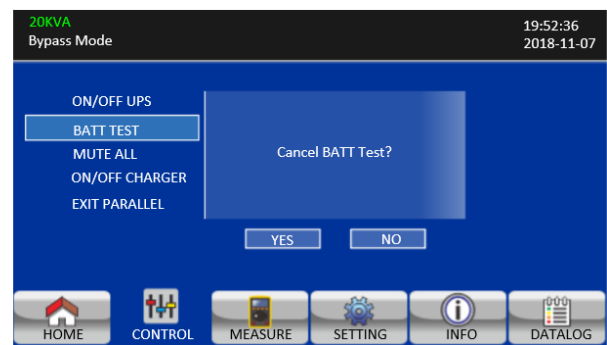 20KVA
Bypass Mode
19:52:36
2018-11-07
ON/OFF UPS
BATT TEST
MUTE ALL
ON/OFF CHARGER
EXIT PARALLEL
Cancel BATT Test?
YES
NO
HOME
CONTROL
MEASURE
SETTING
INFO
DATALOG